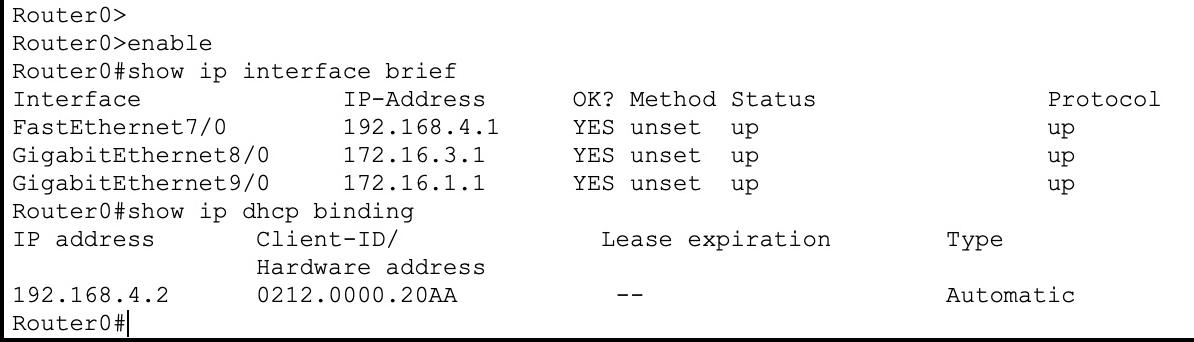 Router0>
Router0>enable
Router0#show ip interface brief
Interface              IP-Address      OK? Method Status                Protocol
FastEthernet7/0        192.168.4.1     YES unset  up                    up
GigabitEthernet8/0     172.16.3.1      YES unset  up                    up
GigabitEthernet9/0     172.16.1.1      YES unset  up                    up
Router0#show ip dhcp binding
IP address       Client-ID/              Lease expiration        Type
                 Hardware address
192.168.4.2      0212.0000.20AA           --                     Automatic
Router0#